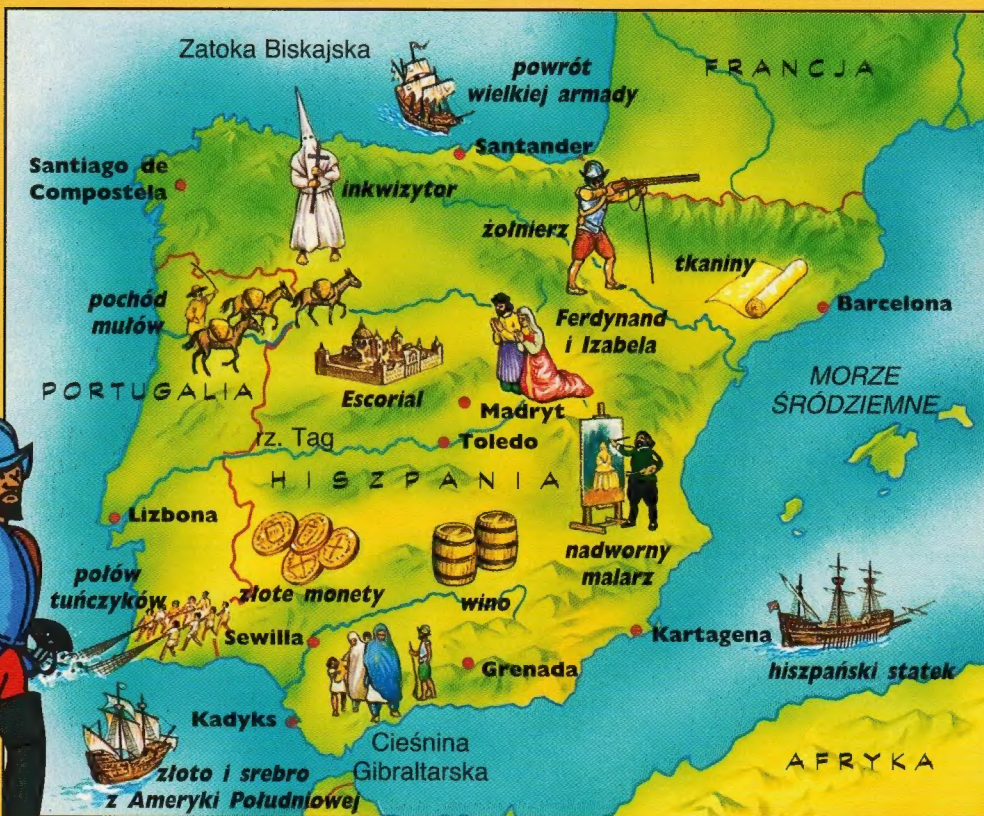 Zatoka Biskajska
powrót
wielkiej armady
FRANCJA
Santander
Santiago de
Compostela
inkwizytor
żołnierz
tkaniny
pochód
mułów
Barcelona
Ferdynand
i Izabela
PORTUGALIA
Escorial
Madryt
MORZE
ŚRÓDZIEMNE
rz. Tag
Toledo
HISZPANIA
Lizbona
nadworny
malarz
połów
tuńczyków
złote monety
wino
Sewilla
Kartagena
Grenada
hiszpański statek
Kadyks
Cieśnina
Gibraltarska
AFRYKA
złoto i srebro
z Ameryki Południowej